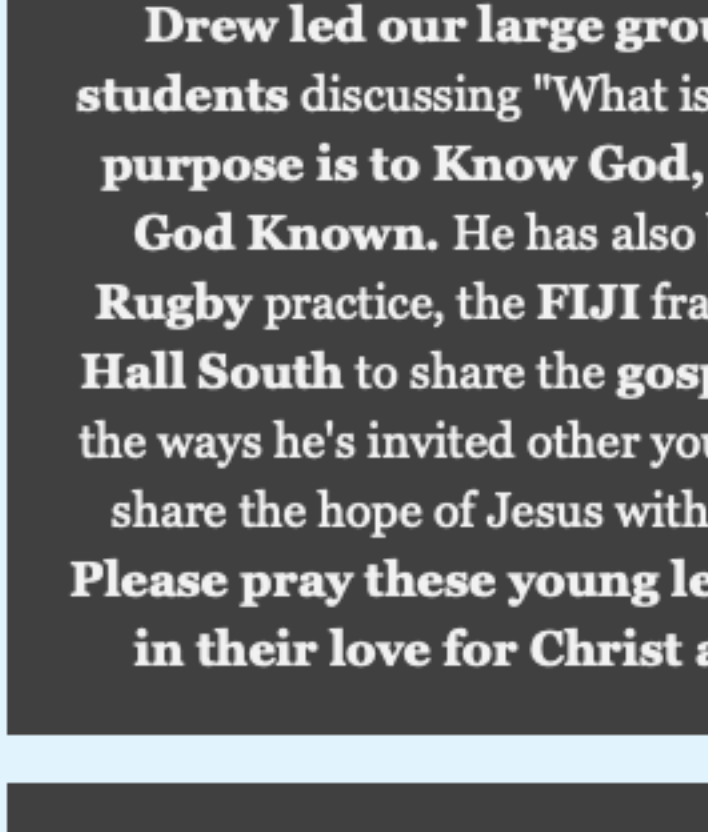 Drew led our large grou
students discussing "What is
purpose is to Know God,
God Known. He has also
Rugby practice, the FIJI fra
Hall South to share the gosp
the ways he's invited other you
share the hope of Jesus with
Please pray these young le
in their love for Christ a